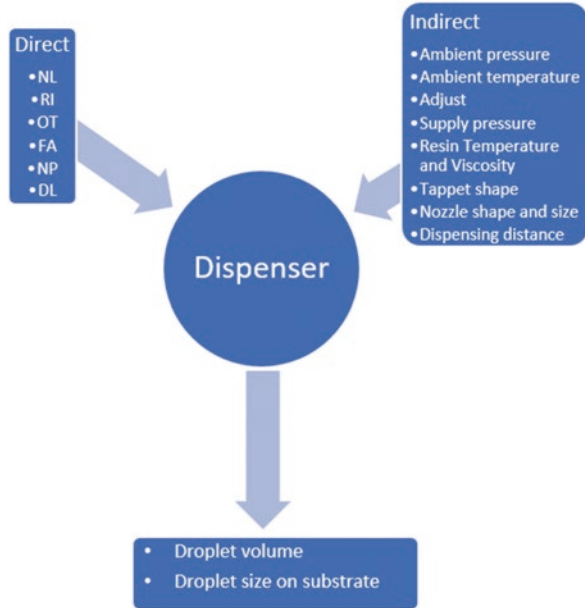 Direct
•NL
•RI
•OT
•FA
•NP
•DL
Indirect
•Ambient pressure
•Ambient temperature
•Adjust
•Supply pressure
•Resin Temperature
and Viscosity
•Tappet shape
•Nozzle shape and size
•Dispensing distance
Dispenser
• Droplet volume
• Droplet size on substrate